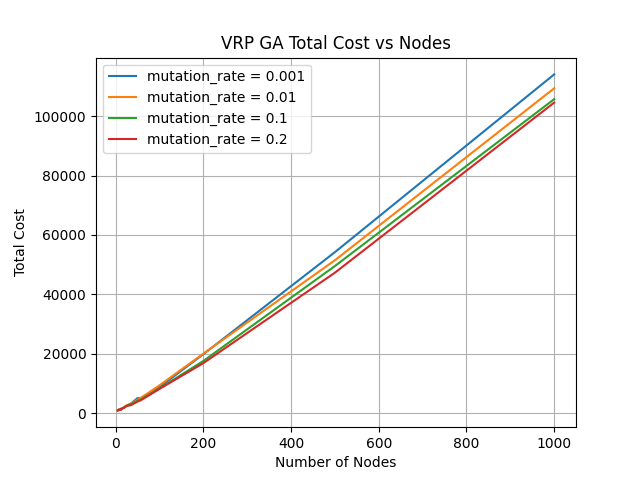 VRP GA Total Cost vs Nodes
mutation_rate = 0.001
mutation_rate = 0.01
mutation_rate = 0.1
mutation_rate = 0.2
Total Cost
100000
80000
60000
40000
20000
0
0 200 400 600 800 1000
Number of Nodes